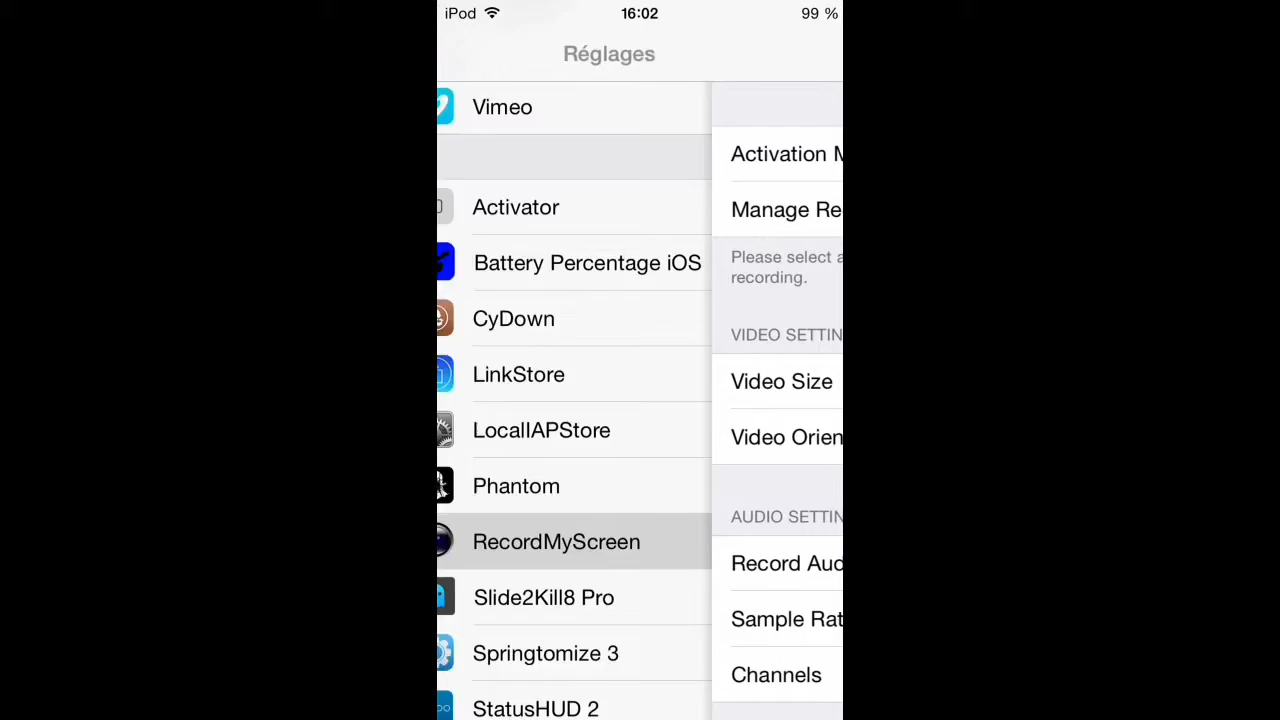 iPod 16:02 99 %
Réglages
Vimeo
Activator
Battery Percentage iOS
CyDown
LinkStore
LocalIAPStore
Phantom
RecordMyScreen
Slide2Kill8 Pro
Springtomize 3
StatusHUD 2
Activation M
Manage Re
Please select a
recording.
VIDEO SETTIN
Video Size
Video Orien
AUDIO SETTIN
Record Aud
Sample Rat
Channels